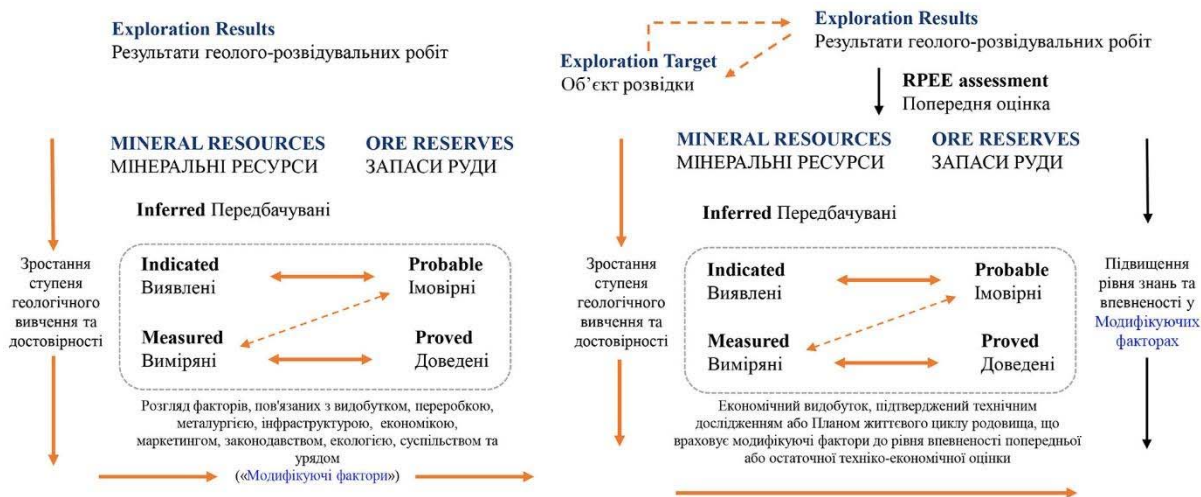 Exploration Results
Результати геолого-розвідувальних робіт
MINERAL RESOURCES
МІНЕРАЛЬНІ РЕСУРСИ
ORE RESERVES
ЗАПАСИ РУДИ
Inferred Передбачувані
Зростання
ступеня
геологічного
вивчення та
достовірності
Indicated
Виявлені
Probable
Імовірні
Measured
Виміряні
Proved
Доведені
Розгляд факторів, пов'язаних з видобутком, переробкою,
металургією, інфраструктурою, економікою,
маркетингом, законодавством, екологією, суспільством та
урядом
(«Модифікуючі фактори»)
Exploration Results
Результати геолого-розвідувальних робіт
Exploration Target
Об’єкт розвідки
RPEE assessment
Попередня оцінка
MINERAL RESOURCES
МІНЕРАЛЬНІ РЕСУРСИ
ORE RESERVES
ЗАПАСИ РУДИ
Inferred Передбачувані
Зростання
ступеня
геологічного
вивчення та
достовірності
Indicated
Виявлені
Probable
Імовірні
Measured
Виміряні
Proved
Доведені
Підвищення
рівня знань та
впевненості у
Модифікуючих
факторах
Економічний видобуток, підтверджений технічним
дослідженням або Планом життєвого циклу родовища, що
враховує модифікуючі фактори до рівня впевненості попередньої
або остаточної техніко-економічної оцінки